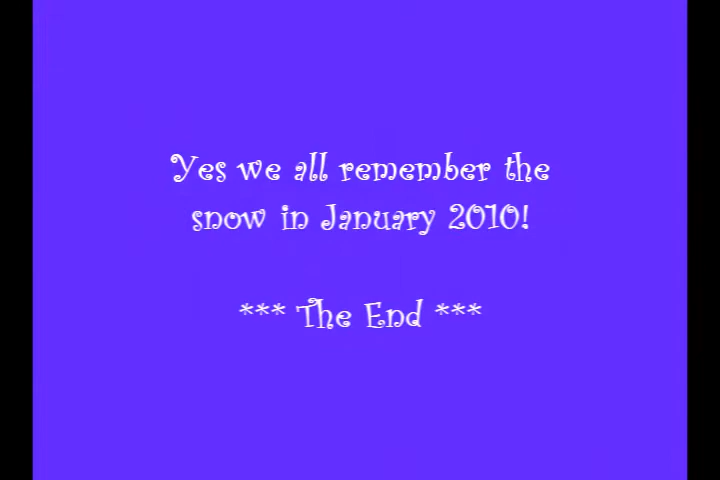 Yes we all remember the
snow in January 2010!
*** The End ***